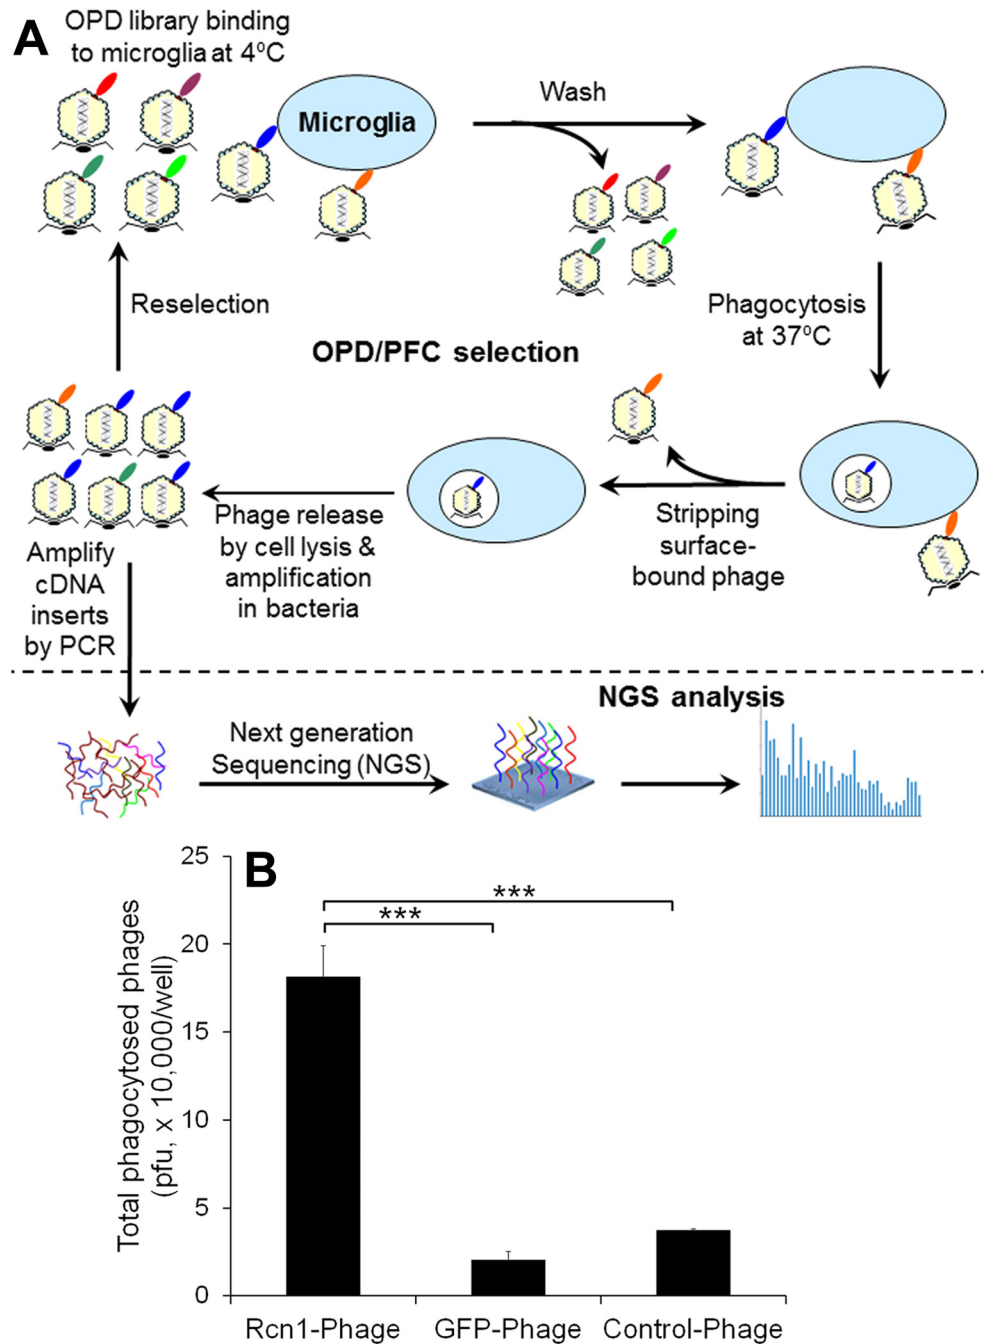 A
OPD library binding
to microglia at 4ºC
Microglia
Wash
Reselection
Phagocytosis
at 37ºC
OPD/PFC selection
Phage release
by cell lysis &
amplification
in bacteria
Stripping
surface-
bound phage
Amplify
cDNA
inserts
by PCR
NGS analysis
Next generation
Sequencing (NGS)
B
Total phagocytosed phages
(pfu, x 10,000/well)
25
20
15
10
5
0
***
***
Rcn1-Phage
GFP-Phage
Control-Phage